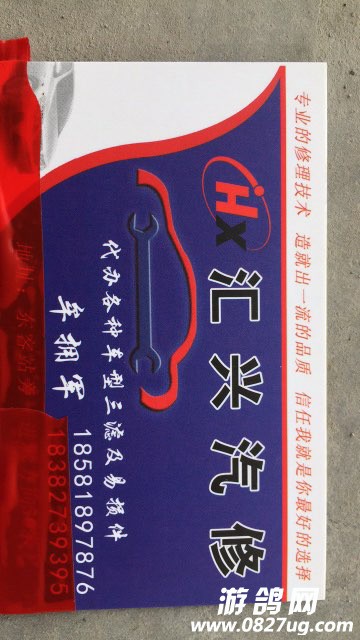 专业的修理技术 造就出一流的品质 信任我就是你最好的选择
HX
汇兴汽修
代办各种车型三滤及易损件
牟拥军
18581897876
18382739395
游鸽网
www.0827ug.com